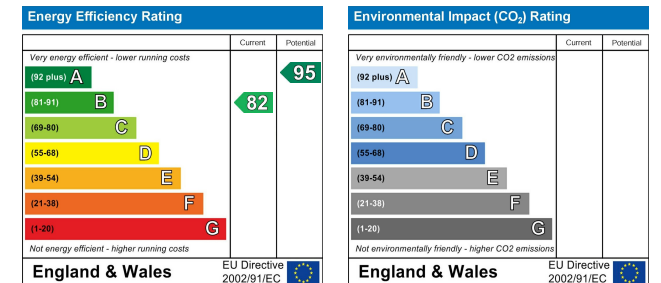 Energy Efficiency Rating
Current Potential
Very energy efficient - lower running costs
(92 plus) A
95
(81-91) B
82
(69-80) C
(55-68) D
(39-54) E
(21-38) F
(1-20) G
Not energy efficient - higher running costs
England & Wales
EU Directive
2002/91/EC
Environmental Impact (CO₂) Rating
Current Potential
Very environmentally friendly - lower CO2 emissions
(92 plus) A
(81-91) B
(69-80) C
(55-68) D
(39-54) E
(21-38) F
(1-20) G
Not environmentally friendly - higher CO2 emissions
England & Wales
EU Directive
2002/91/EC